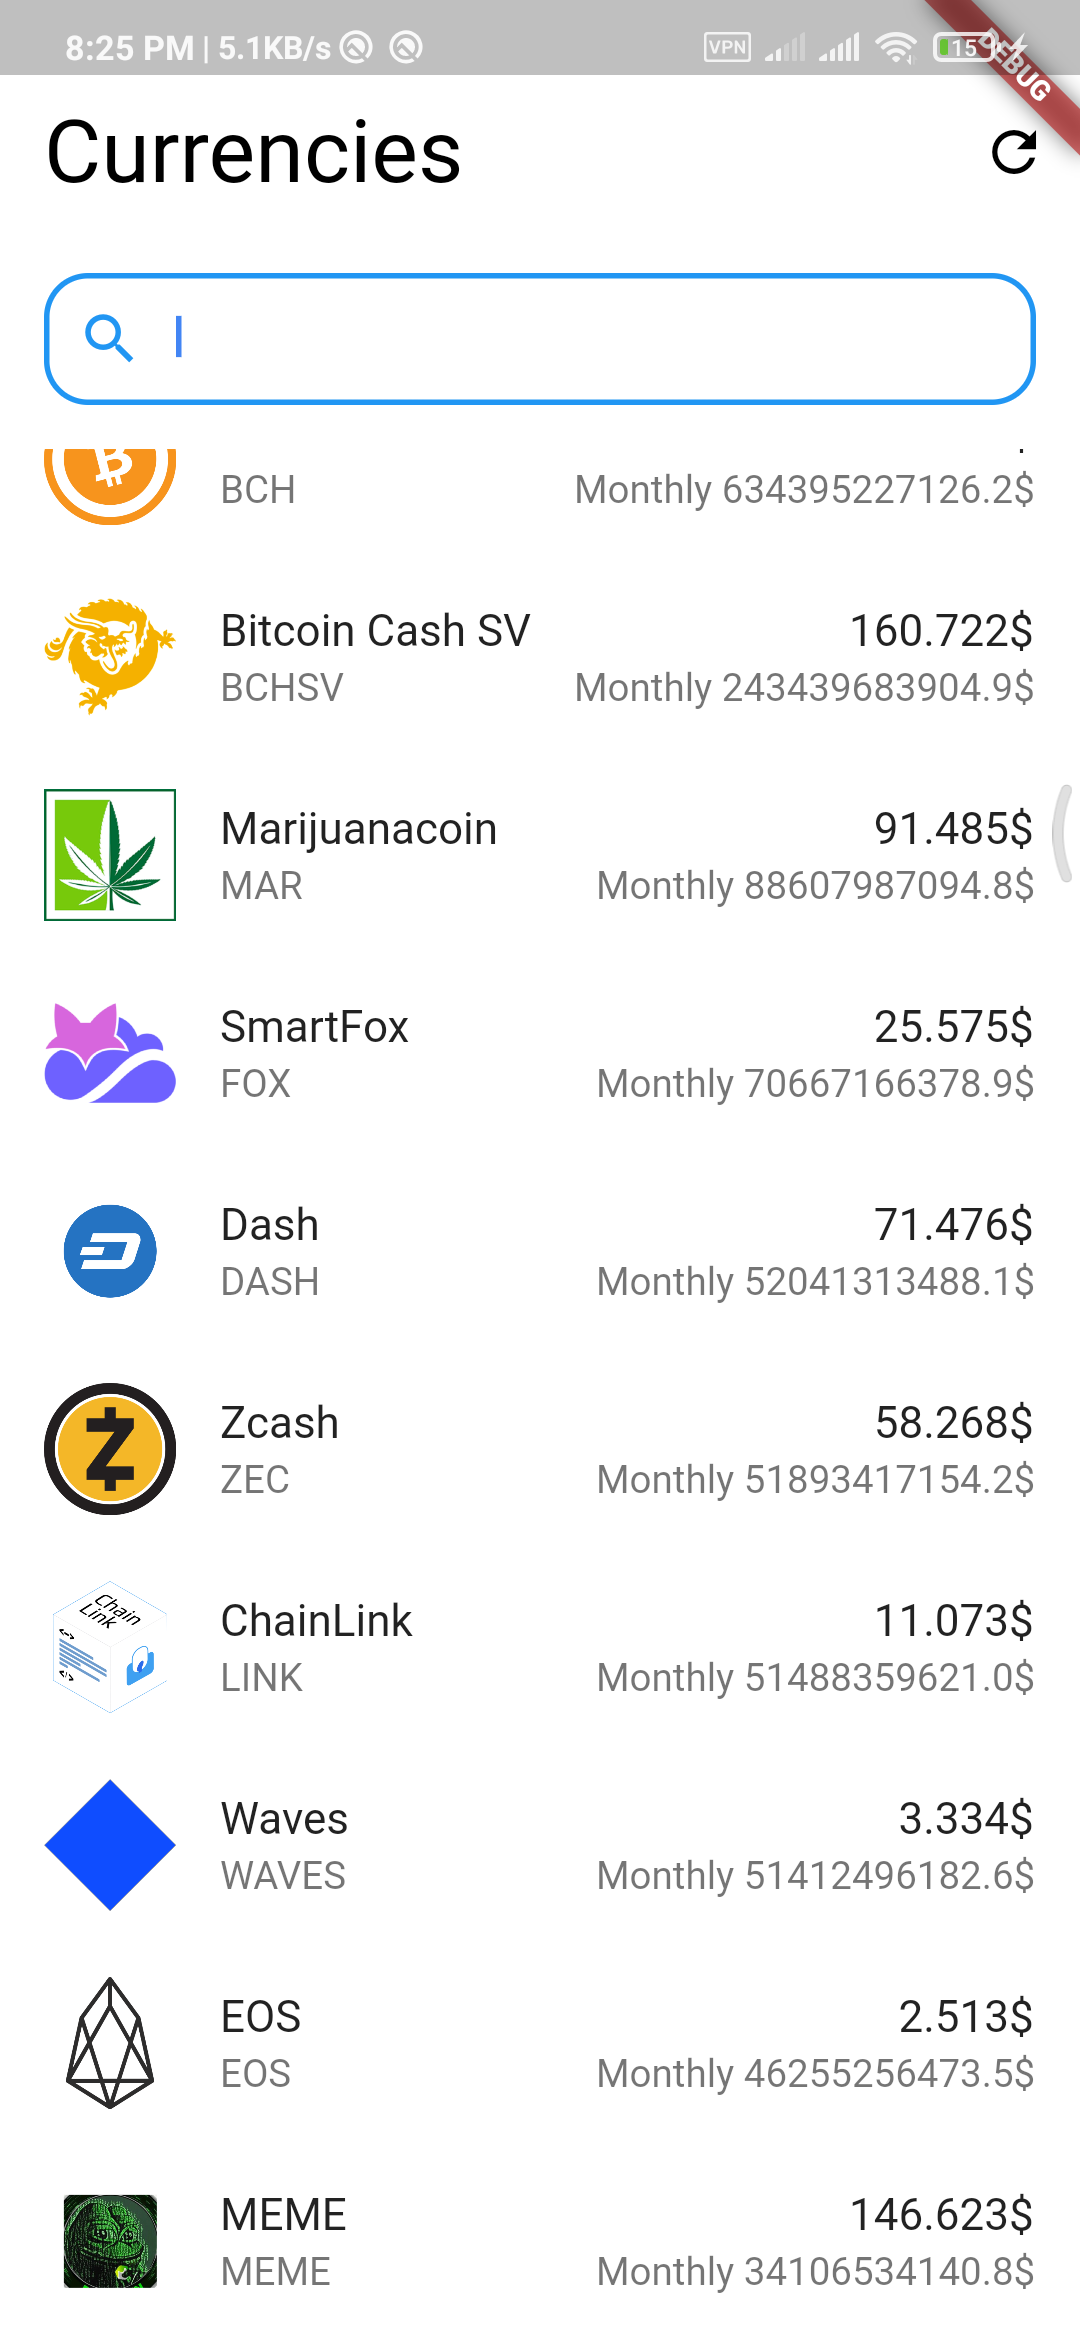 8:25 PM | 5.1KB/s VPN 15
DEBUG
Currencies
BCH Monthly 634395227126.2$
Bitcoin Cash SV 160.722$
BCHSV Monthly 243439683904.9$
Marijuanacoin 91.485$
MAR Monthly 88607987094.8$
SmartFox 25.575$
FOX Monthly 70667166378.9$
Dash 71.476$
DASH Monthly 52041313488.1$
Zcash 58.268$
ZEC Monthly 51893417154.2$
Chain
Link
ChainLink 11.073$
LINK Monthly 51488359621.0$
Waves 3.334$
WAVES Monthly 51412496182.6$
EOS 2.513$
EOS Monthly 46255256473.5$
MEME 146.623$
MEME Monthly 34106534140.8$